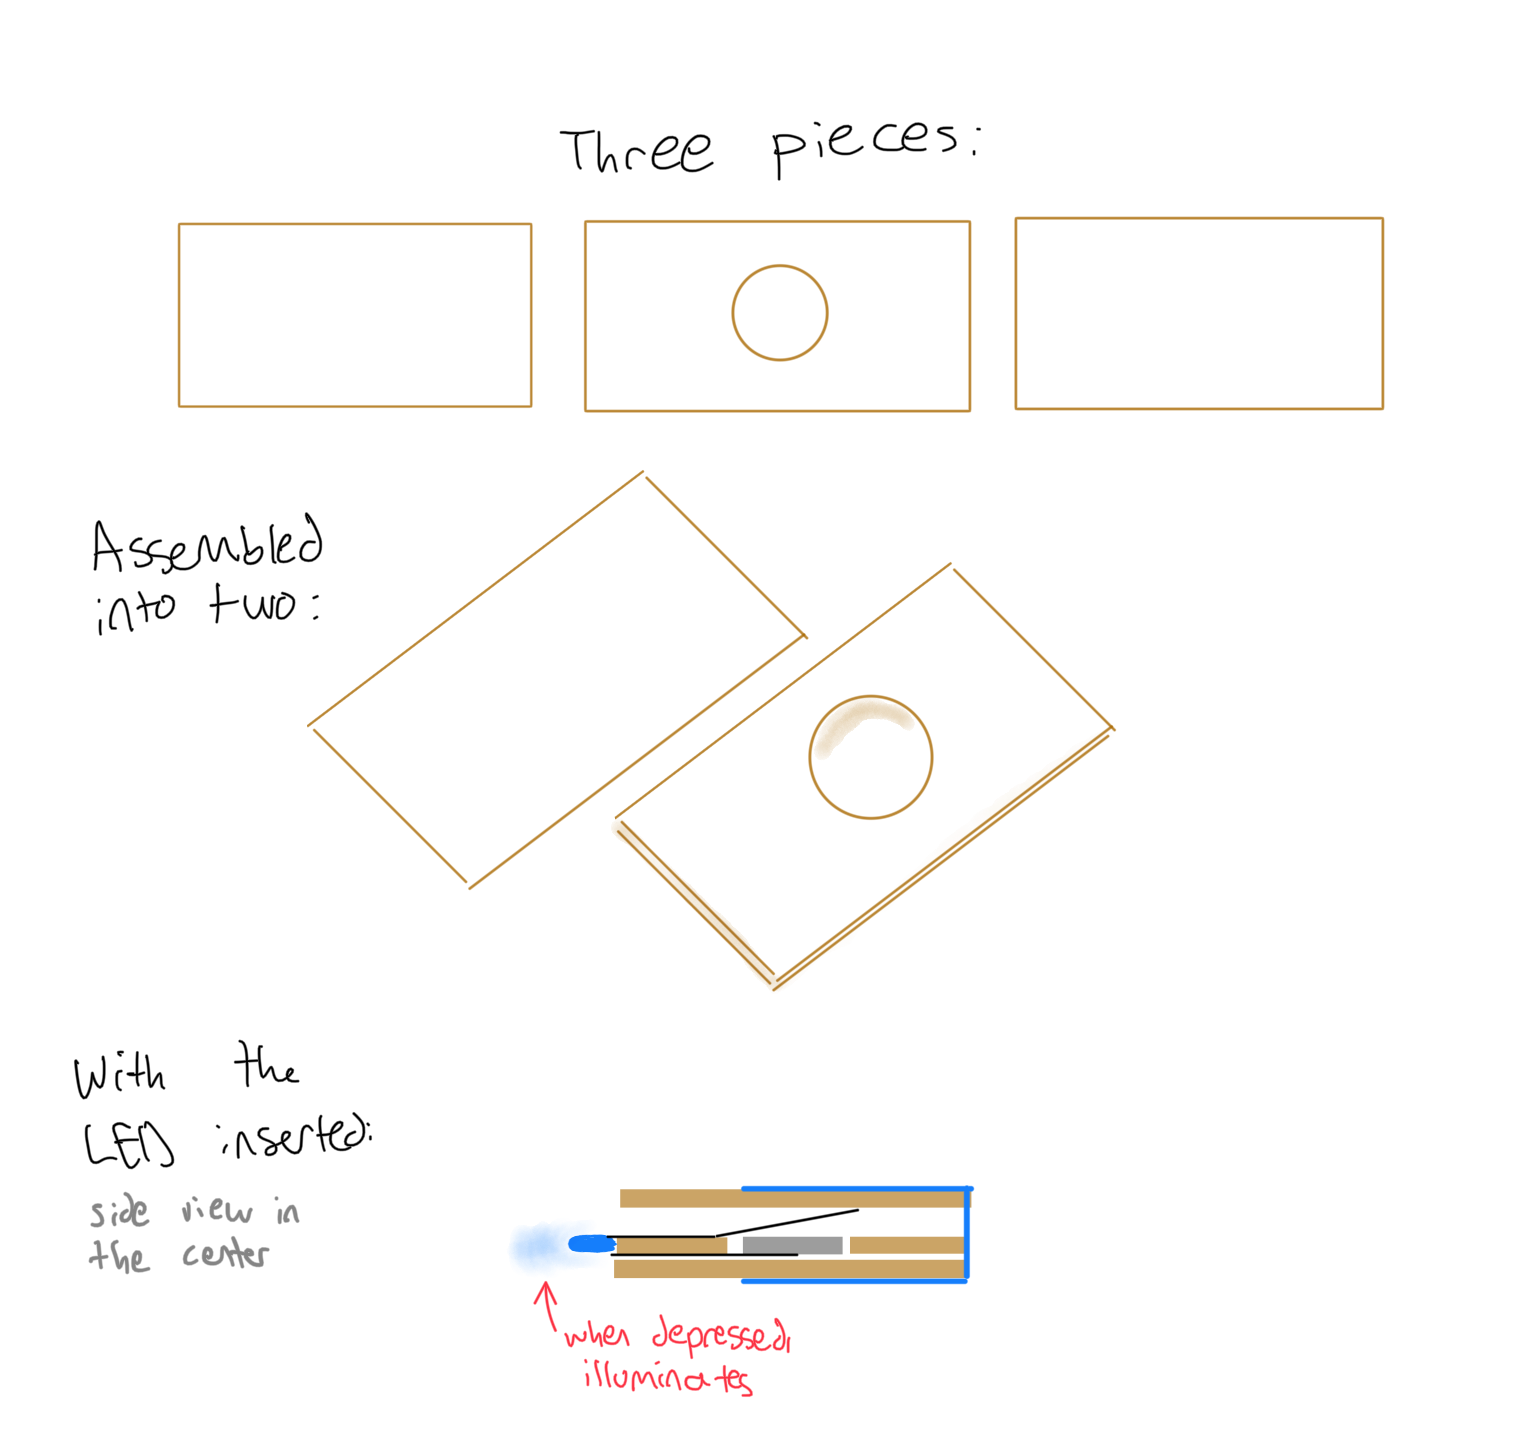 Three pieces:
Assembled
into two:
With the
LED inserted:
side view in
the center
when depressed,
illuminates